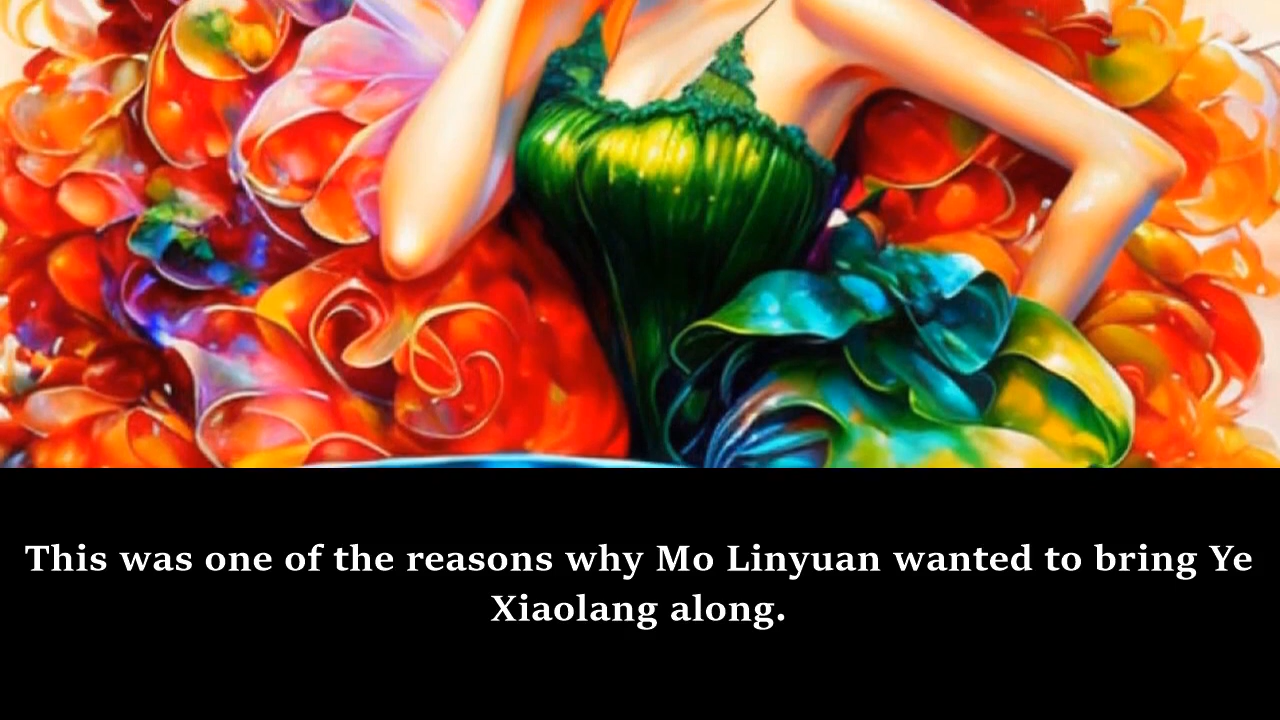 This was one of the reasons why Mo Linyuan wanted to bring Ye
Xiaolang along.